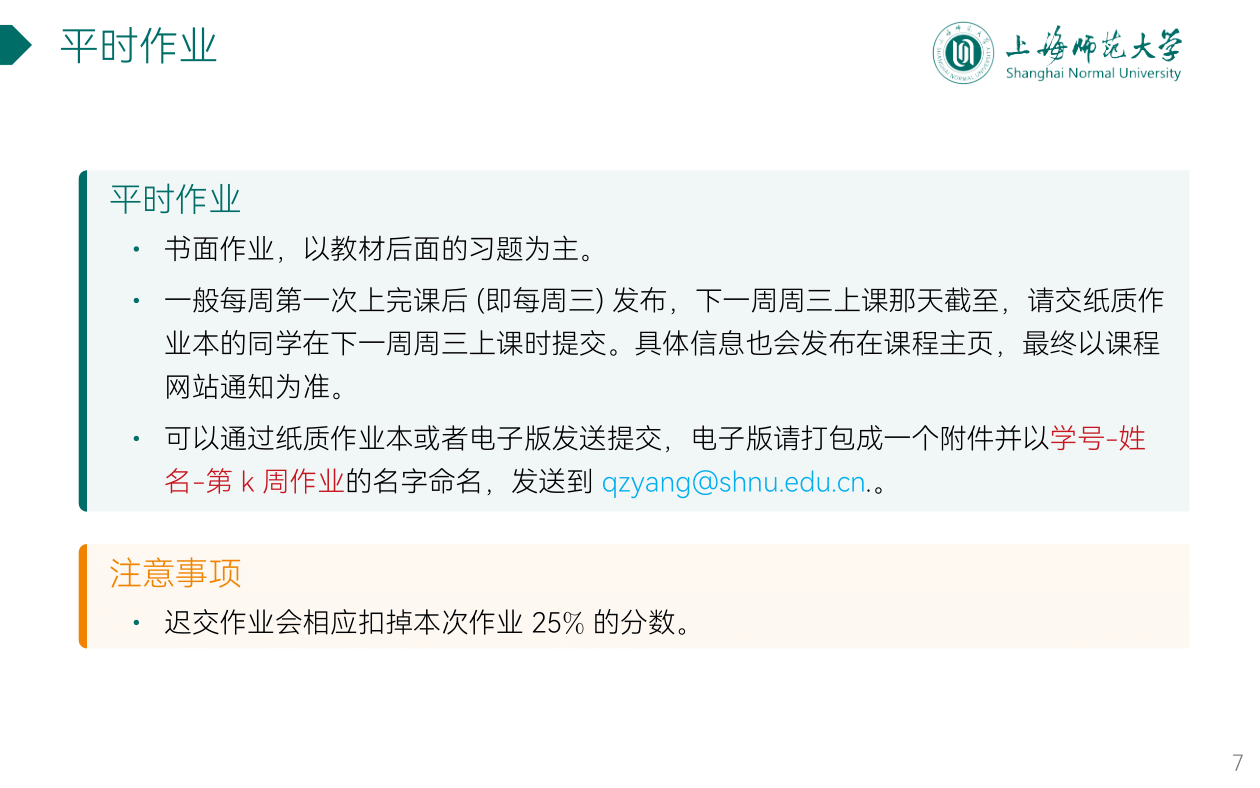 平时作业
上海师范大学
Shanghai Normal University
平时作业
• 书面作业，以教材后面的习题为主。
• 一般每周第一次上完课后 (即每周三) 发布，下一周周三上课那天截至，请交纸质作
业本的同学在下一周周三上课时提交。具体信息也会发布在课程主页，最终以课程
网站通知为准。
• 可以通过纸质作业本或者电子版发送提交，电子版请打包成一个附件并以学号-姓
名-第 k 周作业的名字命名，发送到 qzyang@shnu.edu.cn.。
注意事项
• 迟交作业会相应扣掉本次作业 25% 的分数。
7